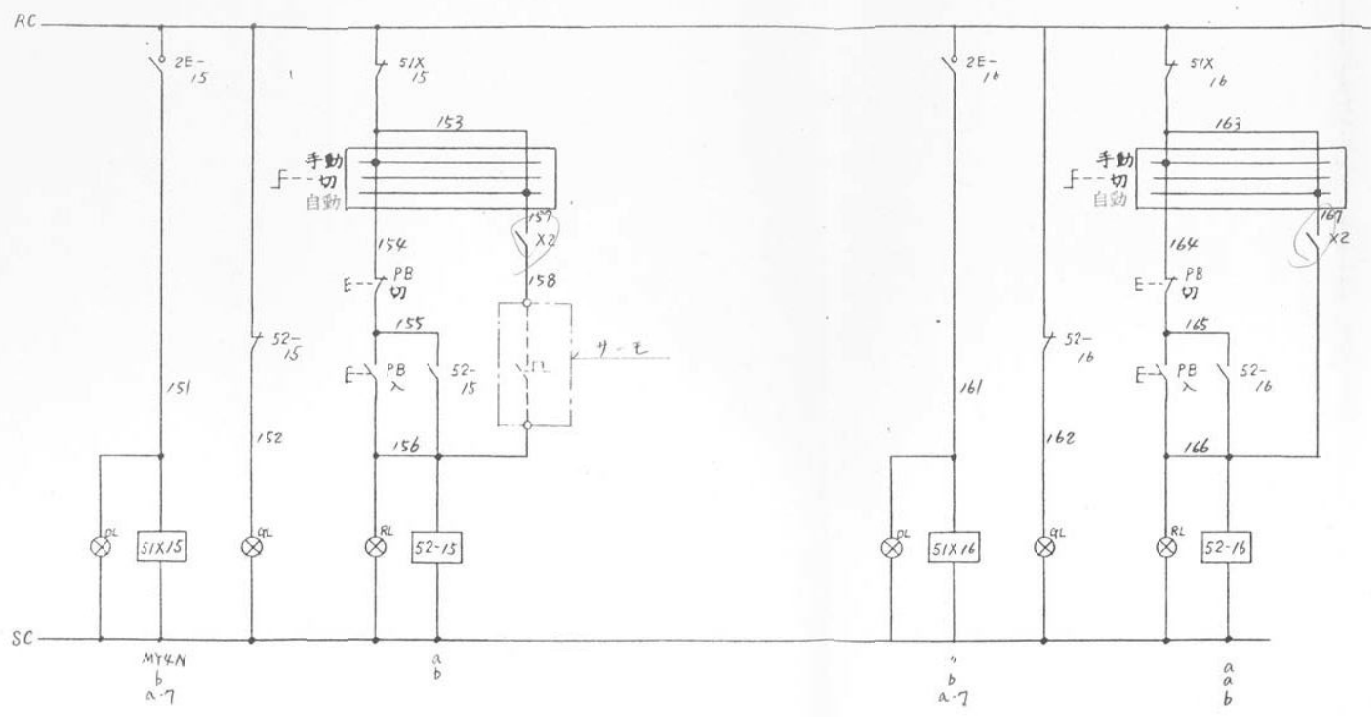 RC
2E-
15
51X
15
153
手動
切
自動
157
X2
154
158
PB
切
155
サーモ
52-
15
PB
入
52-
15
151
152
156
OL
51X15
GL
RL
52-15
SC
MY4N
b
a-7
a
b
2E-
16
51X
16
163
手動
切
自動
167
X2
164
PB
切
165
52-
16
PB
入
52-
16
161
162
166
OL
51X16
GL
RL
52-16
〃
b
a-7
a
a
b